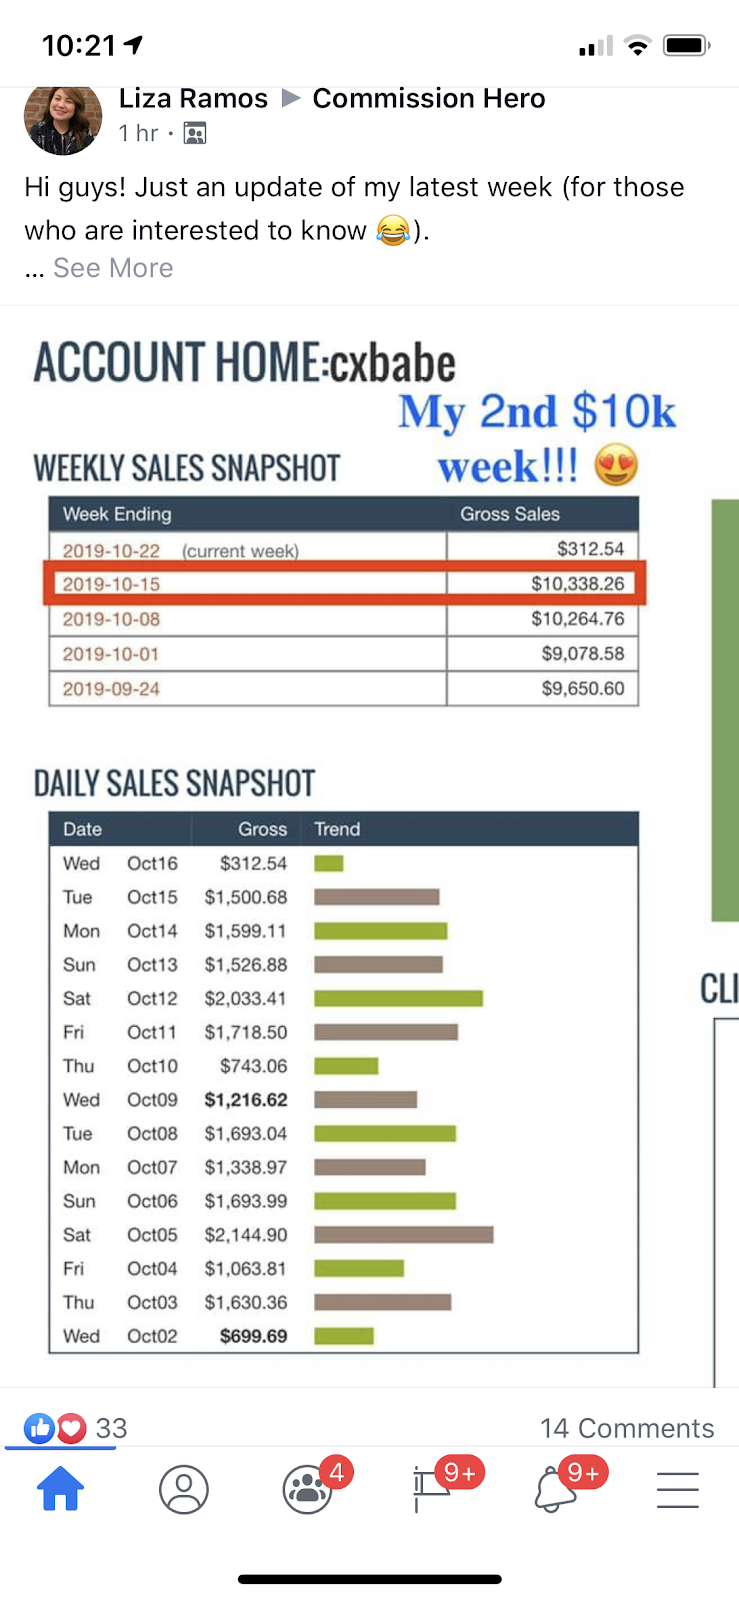 10:21
Liza Ramos ▶ Commission Hero
1 hr ·
Hi guys! Just an update of my latest week (for those
who are interested to know 😂).
... See More
ACCOUNT HOME:cxbabe
My 2nd $10k
week!!! 😍
WEEKLY SALES SNAPSHOT
Week Ending Gross Sales
2019-10-22 (current week) $312.54
2019-10-15 $10,338.26
2019-10-08 $10,264.76
2019-10-01 $9,078.58
2019-09-24 $9,650.60
DAILY SALES SNAPSHOT
Date Gross Trend
Wed Oct16 $312.54
Tue Oct15 $1,500.68
Mon Oct14 $1,599.11
Sun Oct13 $1,526.88
Sat Oct12 $2,033.41
Fri Oct11 $1,718.50
Thu Oct10 $743.06
Wed Oct09 $1,216.62
Tue Oct08 $1,693.04
Mon Oct07 $1,338.97
Sun Oct06 $1,693.99
Sat Oct05 $2,144.90
Fri Oct04 $1,063.81
Thu Oct03 $1,630.36
Wed Oct02 $699.69
CLI
33 14 Comments
4 9+ 9+